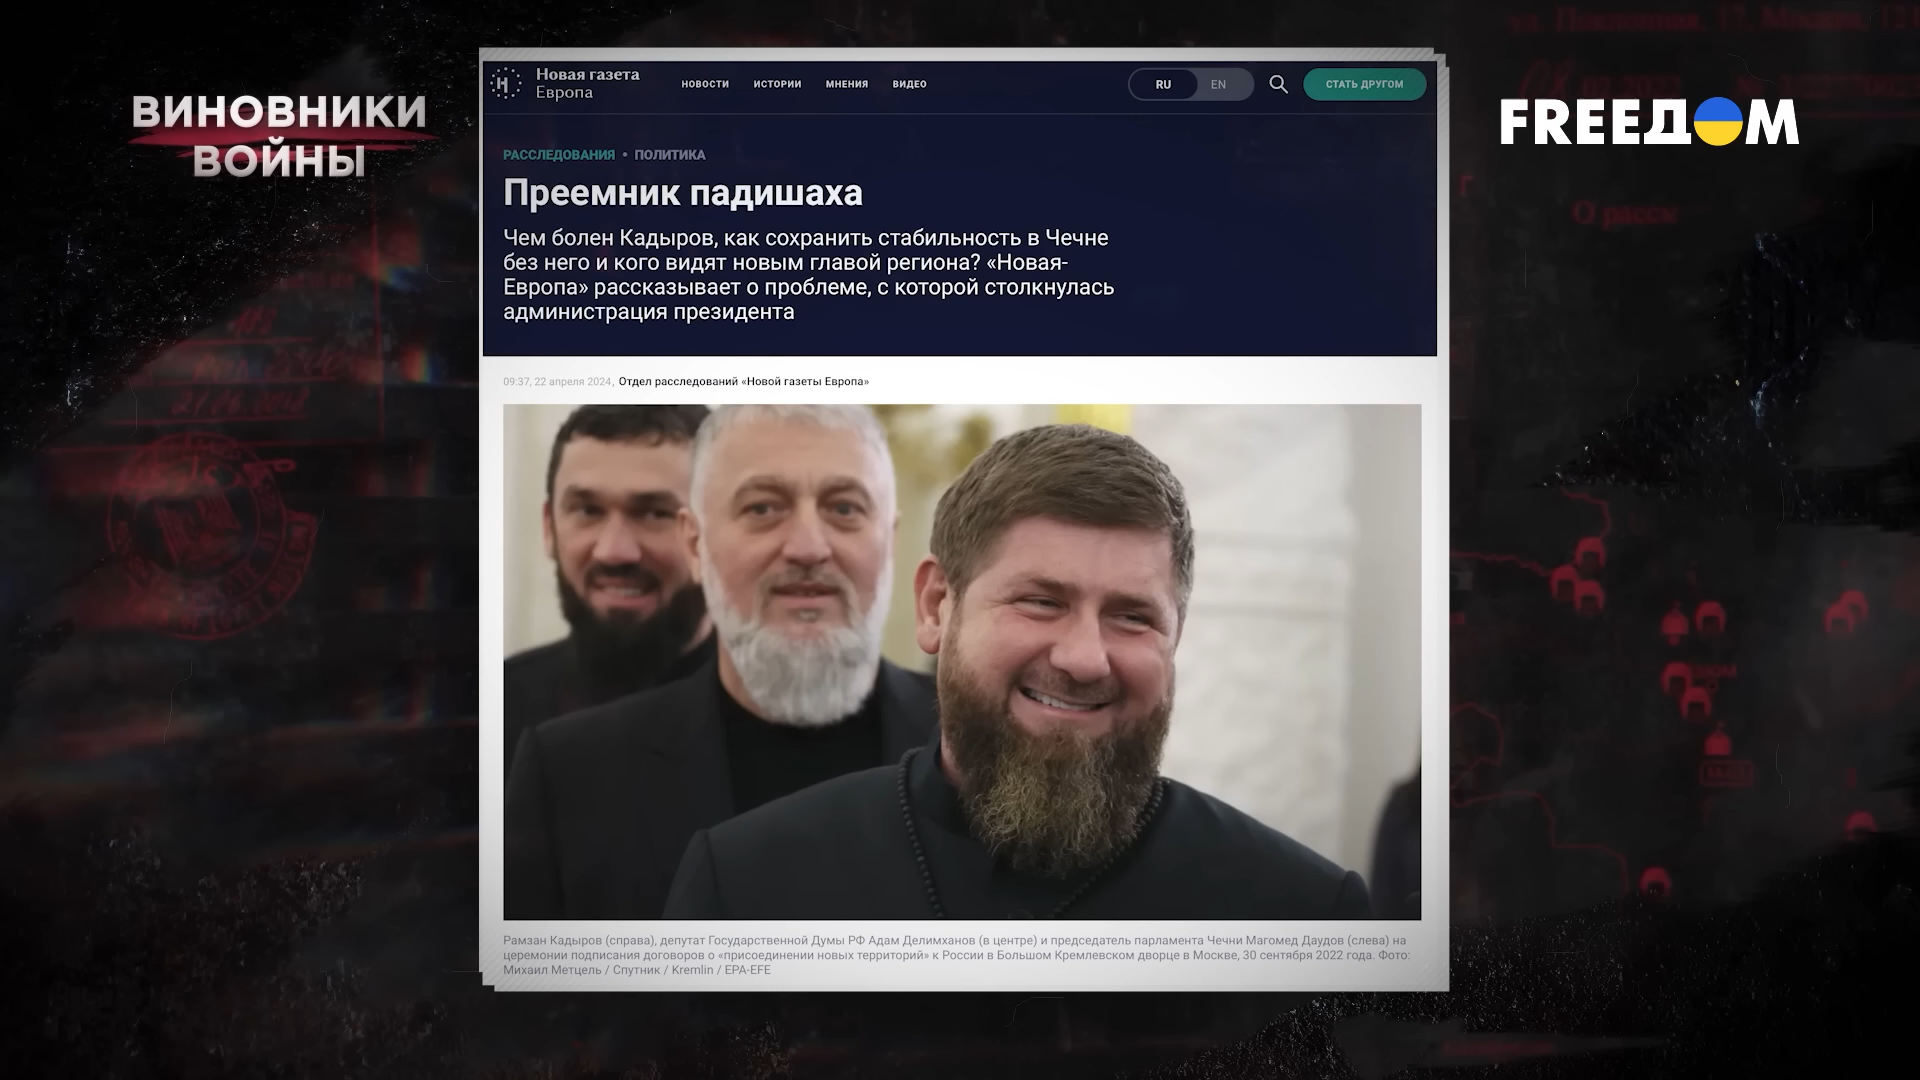 ВИНОВНИКИ
ВОЙНЫ
FREEДOM
Новая газета
Европа
НОВОСТИ ИСТОРИИ МНЕНИЯ ВИДЕО
RU EN
СТАТЬ ДРУГОМ
РАССЛЕДОВАНИЯ • ПОЛИТИКА
Преемник падишаха
Чем болен Кадыров, как сохранить стабильность в Чечне
без него и кого видят новым главой региона? «Новая-
Европа» рассказывает о проблеме, с которой столкнулась
администрация президента
09:37, 22 апреля 2024, Отдел расследований «Новой газеты Европа»
Рамзан Кадыров (справа), депутат Государственной Думы РФ Адам Делимханов (в центре) и председатель парламента Чечни Магомед Даудов (слева) на
церемонии подписания договоров о «присоединении новых территорий» к России в Большом Кремлевском дворце в Москве, 30 сентября 2022 года. Фото:
Михаил Метцель / Спутник / Kremlin / EPA-EFE